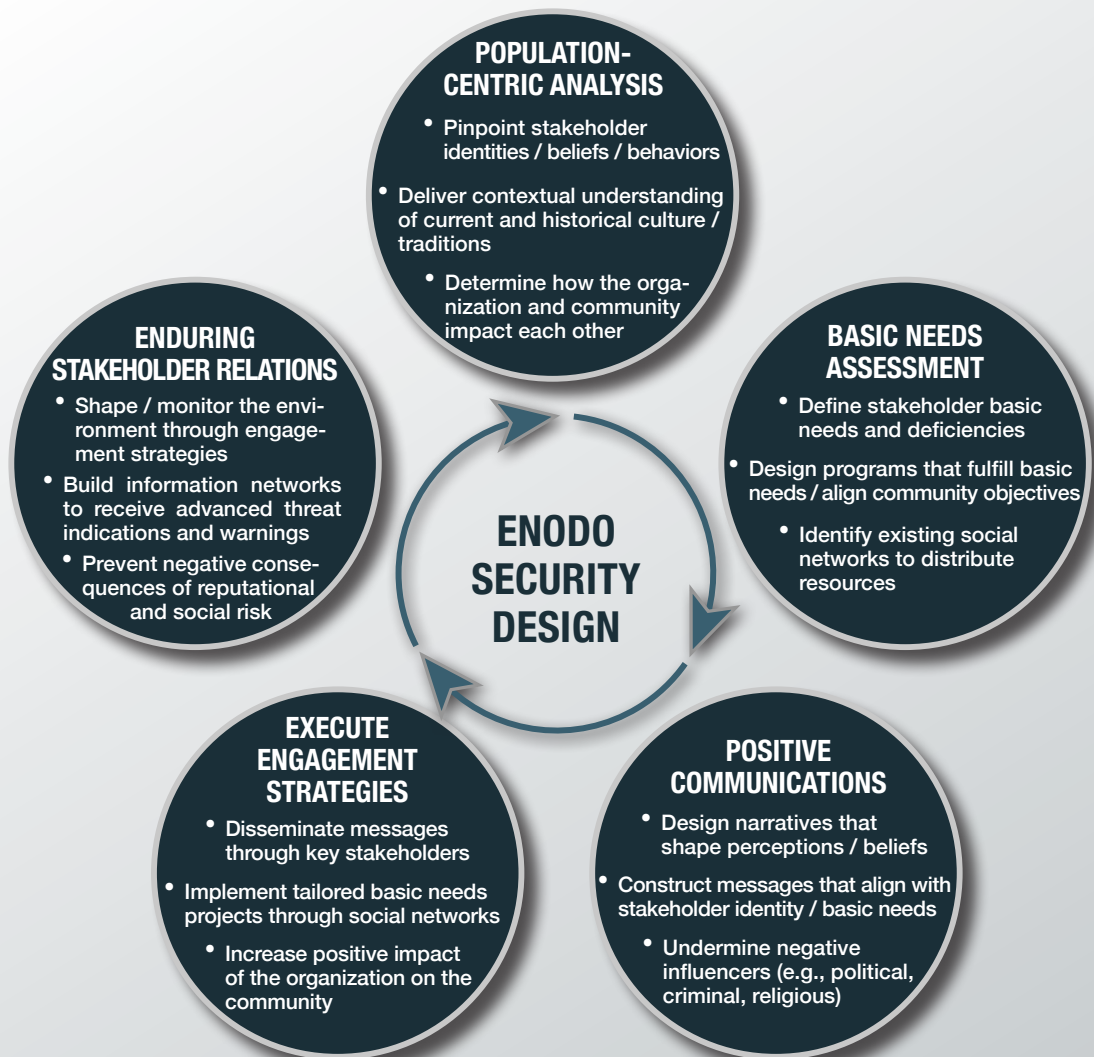 POPULATION-
CENTRIC ANALYSIS
• Pinpoint stakeholder
identities / beliefs / behaviors
• Deliver contextual understanding
of current and historical culture /
traditions
• Determine how the orga-
nization and community
impact each other
BASIC NEEDS
ASSESSMENT
• Define stakeholder basic
needs and deficiencies
• Design programs that fulfill basic
needs / align community objectives
• Identify existing social
networks to distribute
resources
POSITIVE
COMMUNICATIONS
• Design narratives that
shape perceptions / beliefs
• Construct messages that align with
stakeholder identity / basic needs
• Undermine negative
influencers (e.g., political,
criminal, religious)
EXECUTE
ENGAGEMENT
STRATEGIES
• Disseminate messages
through key stakeholders
• Implement tailored basic needs
projects through social networks
• Increase positive impact
of the organization on the
community
ENDURING
STAKEHOLDER RELATIONS
• Shape / monitor the envi-
ronment through engage-
ment strategies
• Build information networks
to receive advanced threat
indications and warnings
• Prevent negative conse-
quences of reputational
and social risk
ENODO
SECURITY
DESIGN